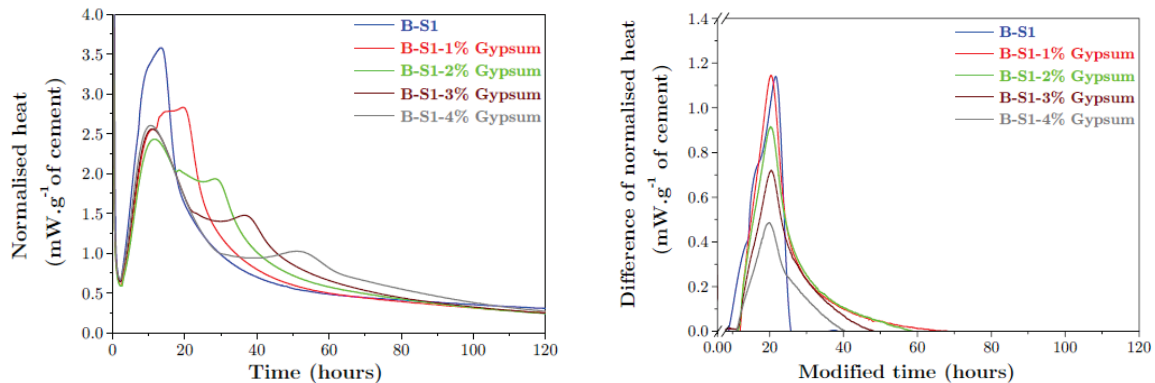 4.0
3.5
3.0
2.5
2.0
1.5
1.0
0.5
0.0
0
20
40
60
80
100
120
Normalised heat
(mW.g⁻¹of cement)
Time (hours)
B-S1
B-S1-1% Gypsum
B-S1-2% Gypsum
B-S1-3% Gypsum
B-S1-4% Gypsum
1.4
1.2
1.0
0.8
0.6
0.4
0.2
0.0
0.00
20
40
60
80
100
120
Difference of normalised heat
(mW.g⁻¹ of cement)
Modified time (hours)
B-S1
B-S1-1% Gypsum
B-S1-2% Gypsum
B-S1-3% Gypsum
B-S1-4% Gypsum